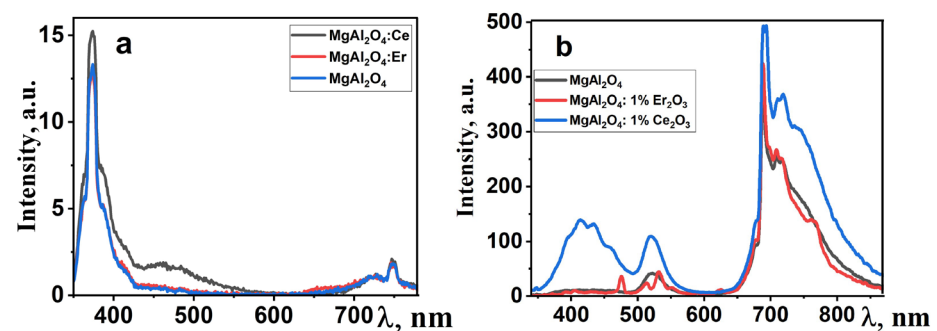 a
MgAl₂O₄:Ce
MgAl₂O₄:Er
MgAl₂O₄
Intensity, a.u.
15
10
5
0
400
500
600
700
λ, nm
b
MgAl₂O₄
MgAl₂O₄: 1% Er₂O₃
MgAl₂O₄: 1% Ce₂O₃
Intensity, a.u.
500
400
300
200
100
0
400
500
600
700
800
λ, nm